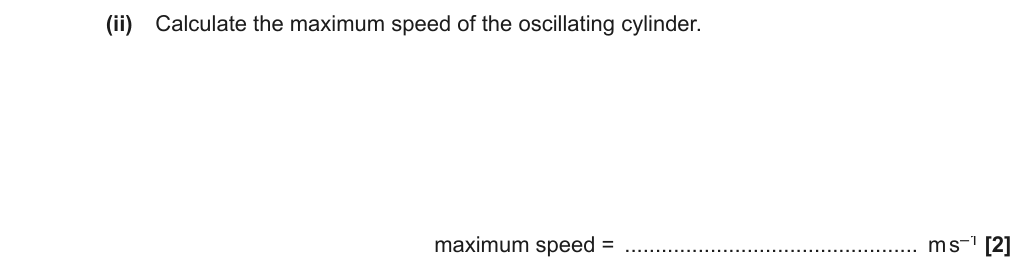 (ii) Calculate the maximum speed of the oscillating cylinder.
maximum speed = ................................................ m s⁻¹ [2]